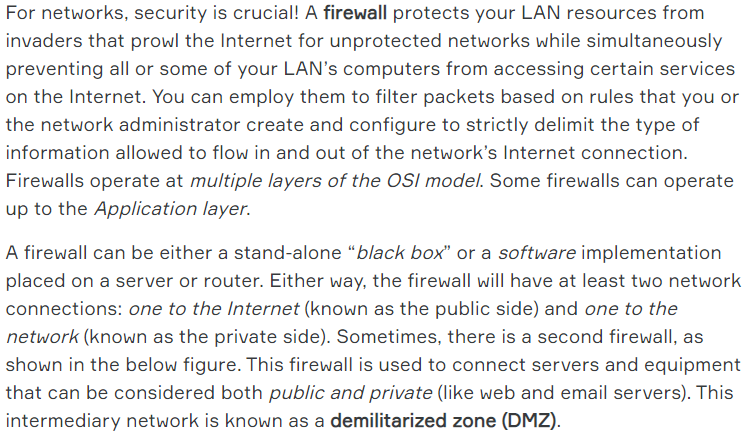 For networks, security is crucial! A firewall protects your LAN resources from
invaders that prowl the Internet for unprotected networks while simultaneously
preventing all or some of your LAN’s computers from accessing certain services
on the Internet. You can employ them to filter packets based on rules that you or
the network administrator create and configure to strictly delimit the type of
information allowed to flow in and out of the network’s Internet connection.
Firewalls operate at multiple layers of the OSI model. Some firewalls can operate
up to the Application layer.
A firewall can be either a stand-alone “black box” or a software implementation
placed on a server or router. Either way, the firewall will have at least two network
connections: one to the Internet (known as the public side) and one to the
network (known as the private side). Sometimes, there is a second firewall, as
shown in the below figure. This firewall is used to connect servers and equipment
that can be considered both public and private (like web and email servers). This
intermediary network is known as a demilitarized zone (DMZ).